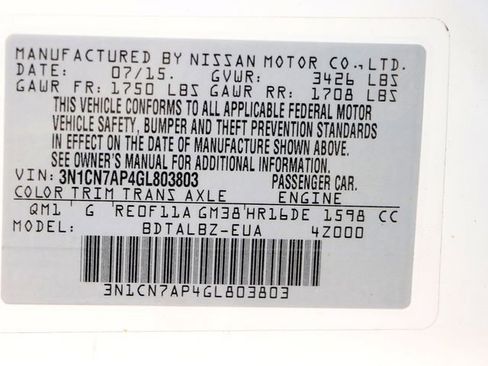 MANUFACTURED BY NISSAN MOTOR CO., LTD.
DATE: 07/15. GVWR: 3426 LBS
GAWR FR: 1750 LBS GAWR RR: 1708 LBS
THIS VEHICLE CONFORMS TO ALL APPLICABLE FEDERAL MOTOR
VEHICLE SAFETY, BUMPER AND THEFT PREVENTION STANDARDS
IN EFFECT ON THE DATE OF MANUFACTURE SHOWN ABOVE.
SEE OWNER'S MANUAL FOR ADDITIONAL INFORMATION.
VIN: 3N1CN7AP4GL803803 PASSENGER CAR.
COLOR TRIM TRANS AXLE ENGINE
QM1 G RE0F11A GM38 HR16DE 1598 CC
MODEL: BDTALBZ-EUA 4Z000
3N1CN7AP4GL803803